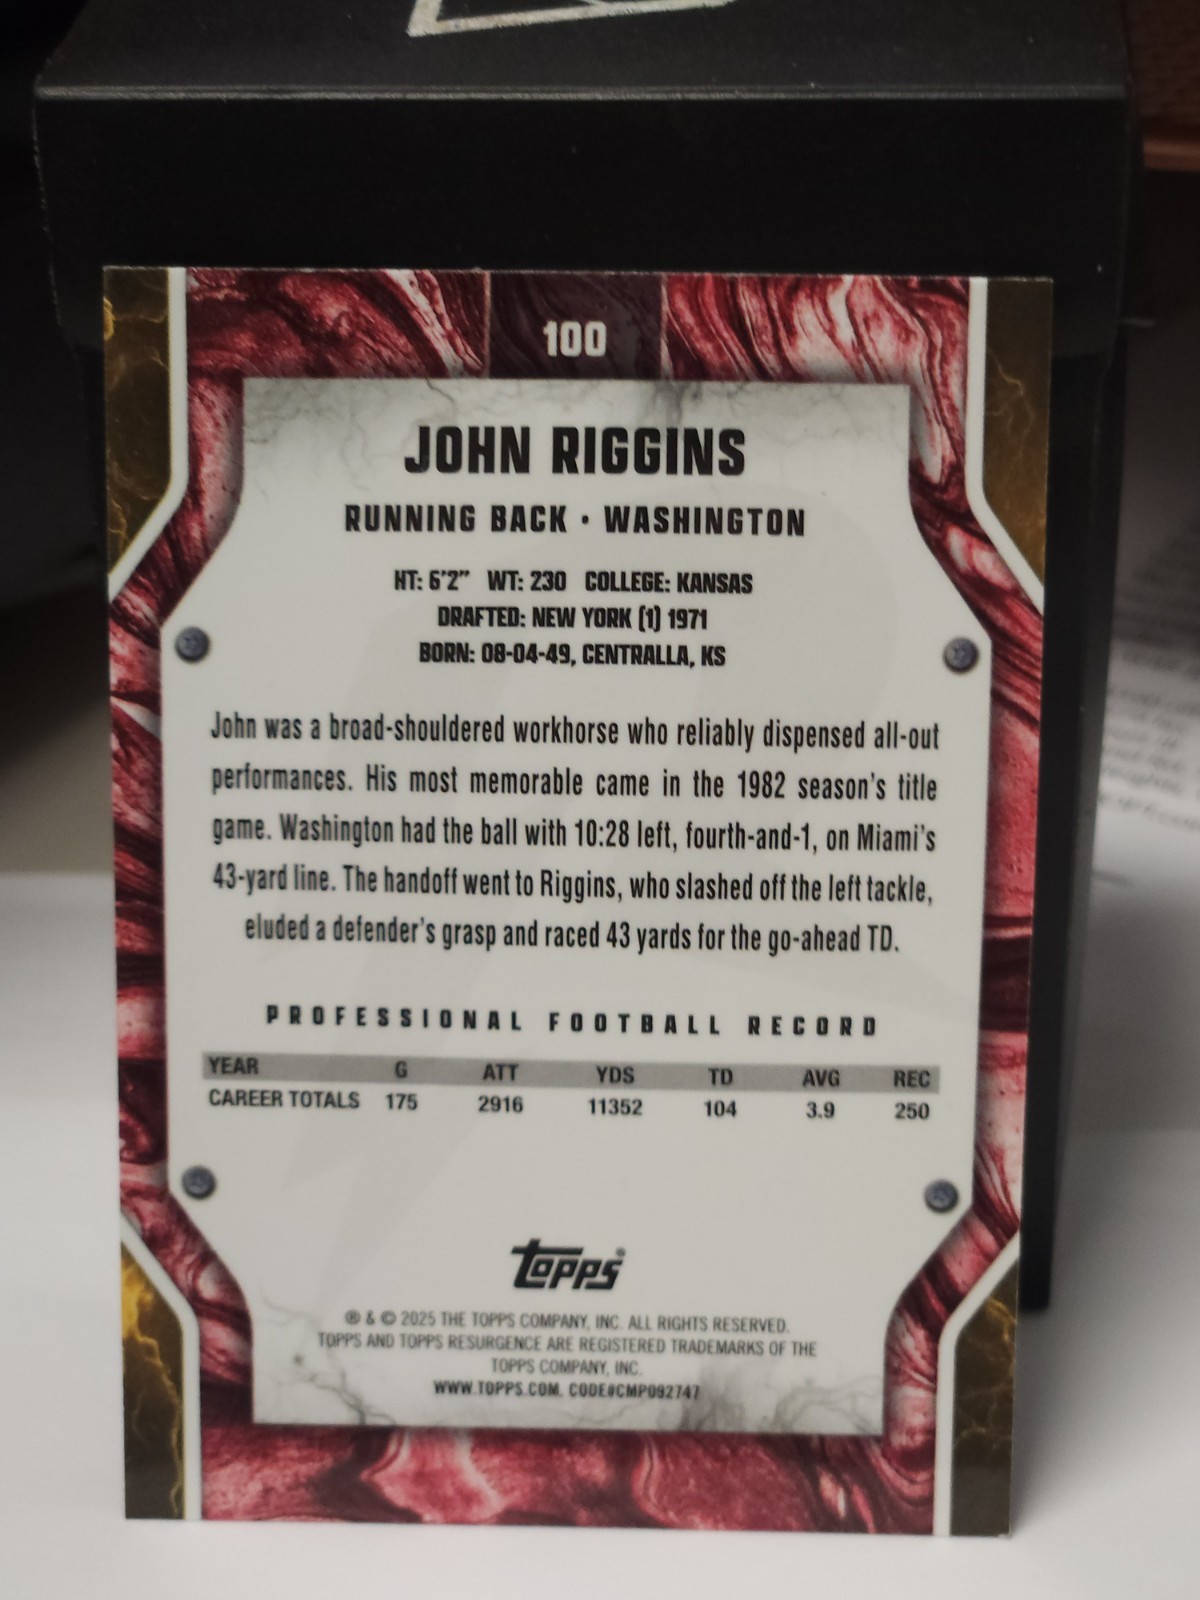 100
JOHN RIGGINS
RUNNING BACK • WASHINGTON
HT: 6'2" WT: 230 COLLEGE: KANSAS
DRAFTED: NEW YORK (1) 1971
BORN: 08-04-49, CENTRALLA, KS
John was a broad-shouldered workhorse who reliably dispensed all-out
performances. His most memorable came in the 1982 season's title
game. Washington had the ball with 10:28 left, fourth-and-1, on Miami's
43-yard line. The handoff went to Riggins, who slashed off the left tackle,
eluded a defender's grasp and raced 43 yards for the go-ahead TD.
PROFESSIONAL FOOTBALL RECORD
YEAR G ATT YDS TD AVG REC
CAREER TOTALS 175 2916 11352 104 3.9 250
Topps®
® & © 2025 THE TOPPS COMPANY, INC. ALL RIGHTS RESERVED.
TOPPS AND TOPPS RESURGENCE ARE REGISTERED TRADEMARKS OF THE
TOPPS COMPANY, INC.
WWW.TOPPS.COM. CODE#CMP092747